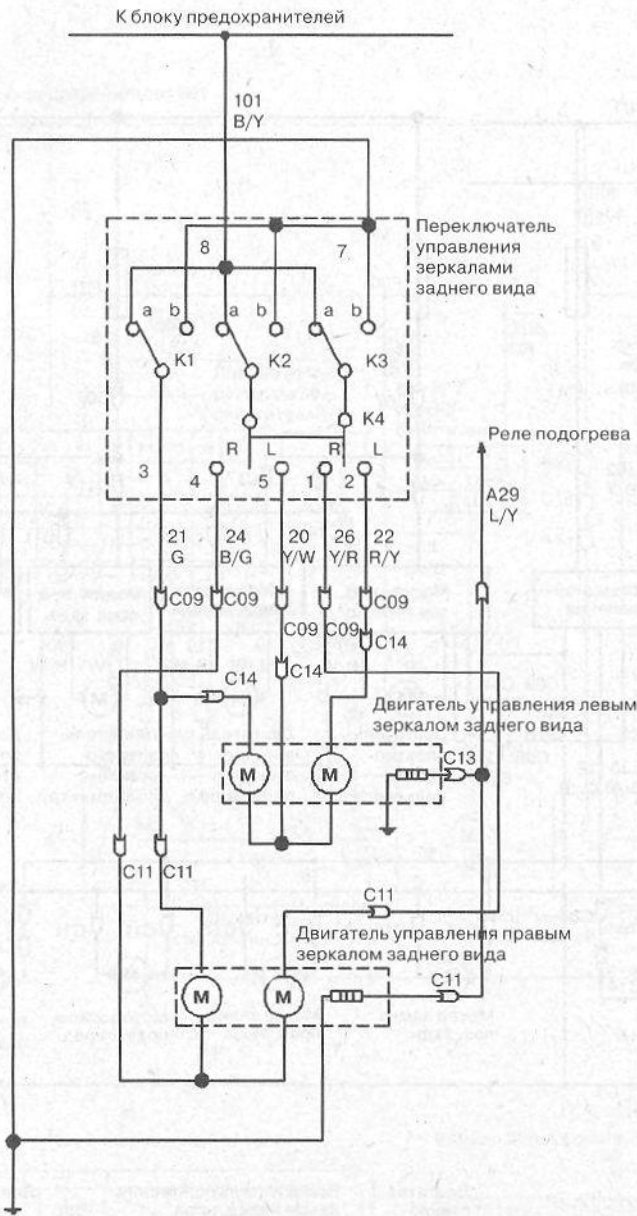 К блоку предохранителей
101
B/Y
Переключатель
управления
зеркалами
заднего вида
8
7
a
b
a
b
a
b
K1
K2
K3
K4
R
L
R
L
3
4
5
1
2
Реле подогрева
A29
L/Y
21
G
24
B/G
20
Y/W
26
Y/R
22
R/Y
C09
C09
C09
C09
C09
C14
C14
C14
Двигатель управления левым
зеркалом заднего вида
M
M
C13
C11
C11
C11
Двигатель управления правым
зеркалом заднего вида
M
M
C11